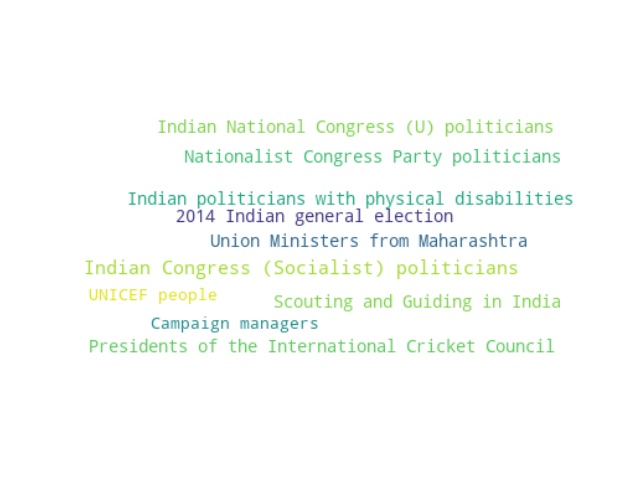 Indian National Congress (U) politicians
Nationalist Congress Party politicians
Indian politicians with physical disabilities
2014 Indian general election
Union Ministers from Maharashtra
Indian Congress (Socialist) politicians
UNICEF people
Scouting and Guiding in India
Campaign managers
Presidents of the International Cricket Council